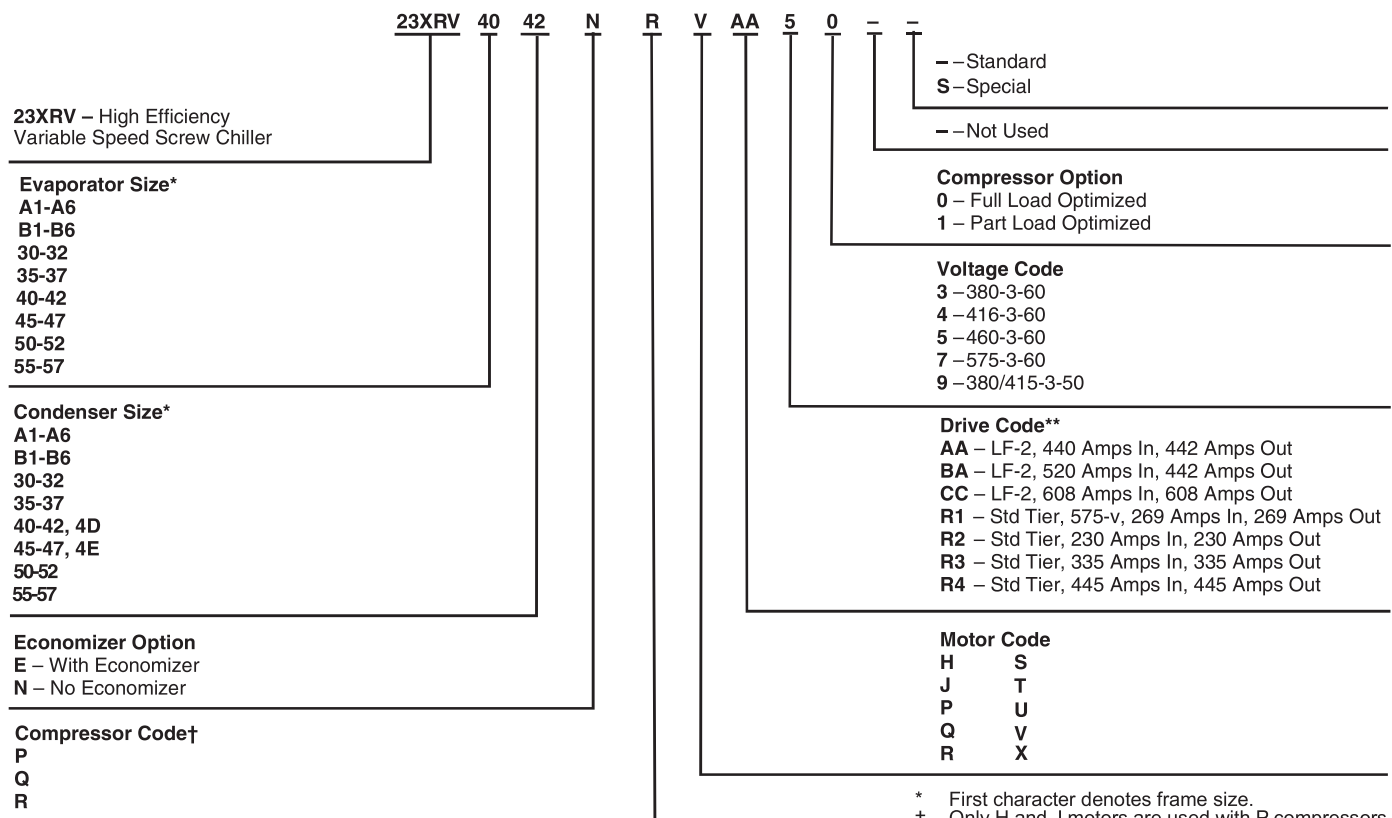 23XRV 40 42 N R V AA 5 0 – –
23XRV – High Efficiency
Variable Speed Screw Chiller
Evaporator Size*
A1-A6
B1-B6
30-32
35-37
40-42
45-47
50-52
55-57
Condenser Size*
A1-A6
B1-B6
30-32
35-37
40-42, 4D
45-47, 4E
50-52
55-57
Economizer Option
E – With Economizer
N – No Economizer
Compressor Code†
P
Q
R
– –Standard
S –Special
– –Not Used
Compressor Option
0 – Full Load Optimized
1 – Part Load Optimized
Voltage Code
3 –380-3-60
4 –416-3-60
5 –460-3-60
7 –575-3-60
9 –380/415-3-50
Drive Code**
AA – LF-2, 440 Amps In, 442 Amps Out
BA – LF-2, 520 Amps In, 442 Amps Out
CC – LF-2, 608 Amps In, 608 Amps Out
R1 – Std Tier, 575-v, 269 Amps In, 269 Amps Out
R2 – Std Tier, 230 Amps In, 230 Amps Out
R3 – Std Tier, 335 Amps In, 335 Amps Out
R4 – Std Tier, 445 Amps In, 445 Amps Out
Motor Code
H S
J T
P U
Q V
R X
* First character denotes frame size.
† Only H and J motors are used with P compressors